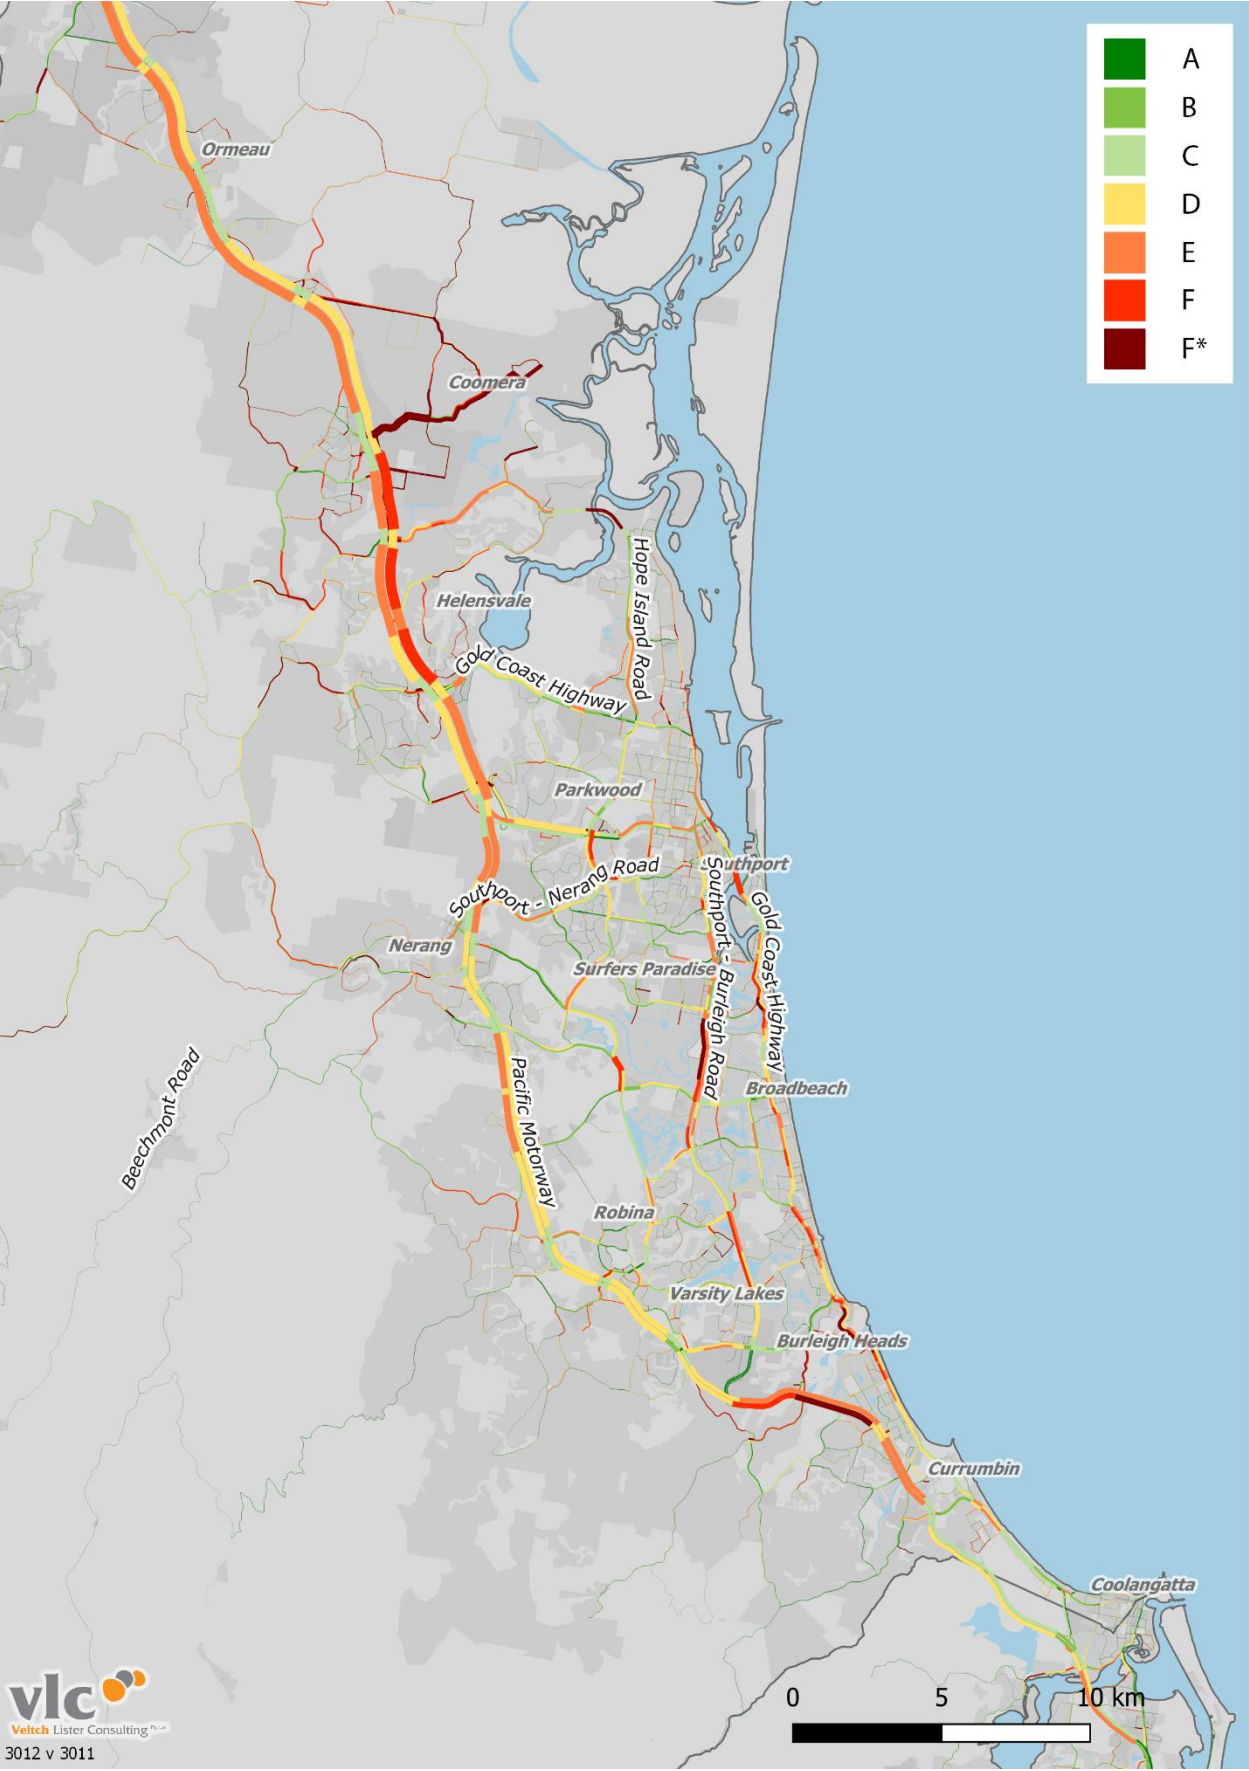 A
B
C
D
E
F
F*
Ormeau
Coomera
Hope Island Road
Helensvale
Gold Coast Highway
Parkwood
Southport
Southport - Nerang Road
Southport - Burleigh Road
Gold Coast Highway
Nerang
Surfers Paradise
Beechmont Road
Pacific Motorway
Broadbeach
Robina
Varsity Lakes
Burleigh Heads
Currumbin
Coolangatta
0 5 10 km
vlc
Veitch Lister Consulting Pty Ltd
3012 v 3011